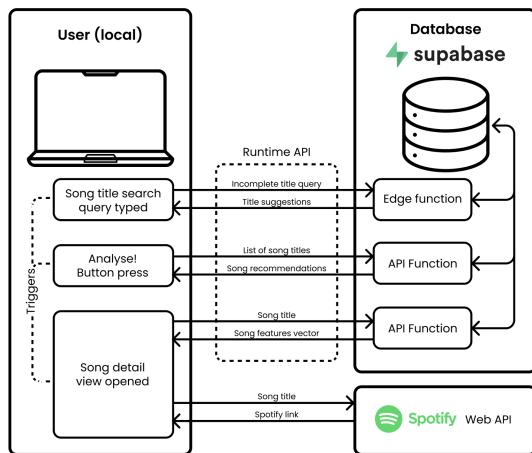 User (local)
Database
supabase
Runtime API
Song title search
query typed
Incomplete title query
Title suggestions
Edge function
Analyse!
Button press
List of song titles
Song recommendations
API Function
Triggers
Song detail
view opened
Song title
Song features vector
API Function
Song title
Spotify link
Spotify Web API